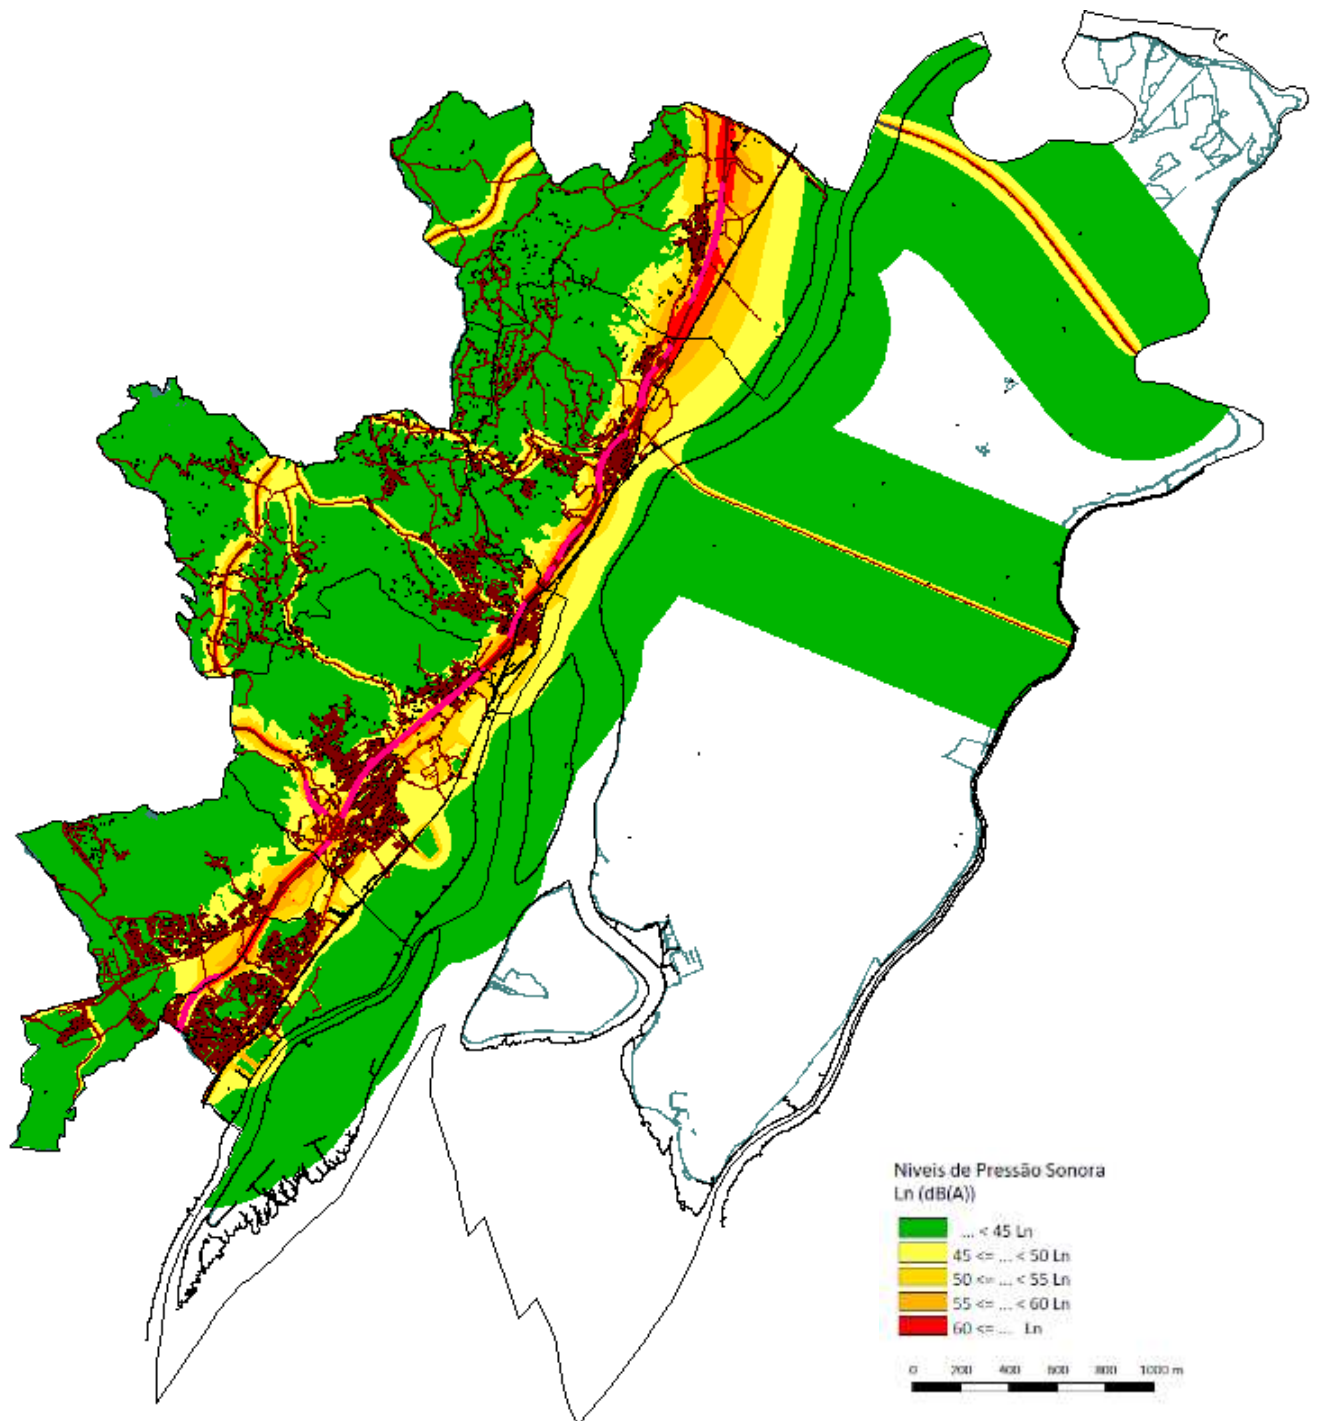 Niveis de Pressão Sonora
Ln (dB(A))
... < 45 Ln
45 <= ... < 50 Ln
50 <= ... < 55 Ln
55 <= ... < 60 Ln
60 <= ... Ln
0 200 400 600 800 1000 m